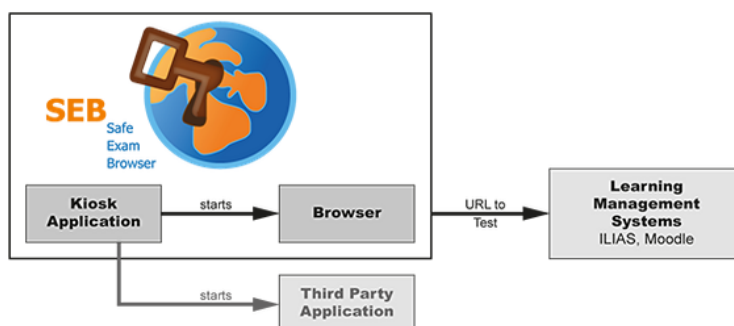 SEB
Safe
Exam
Browser
Kiosk
Application
starts
Browser
URL to
Test
Learning
Management
Systems
ILIAS, Moodle
starts
Third Party
Application